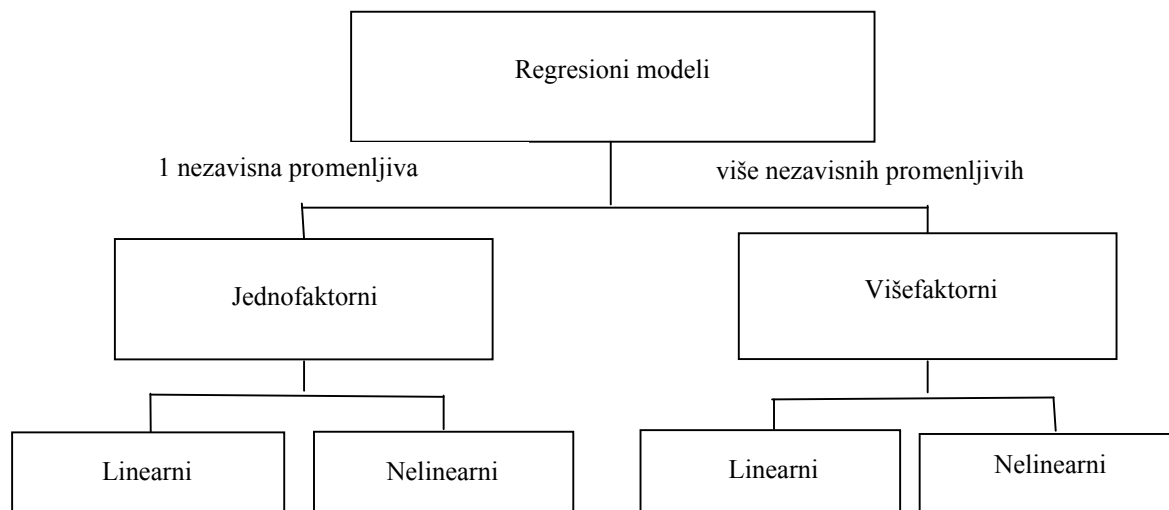 Regresioni modeli
1 nezavisna promenljiva
više nezavisnih promenljivih
Jednofaktorni
Višefaktorni
Linearni
Nelinearni
Linearni
Nelinearni